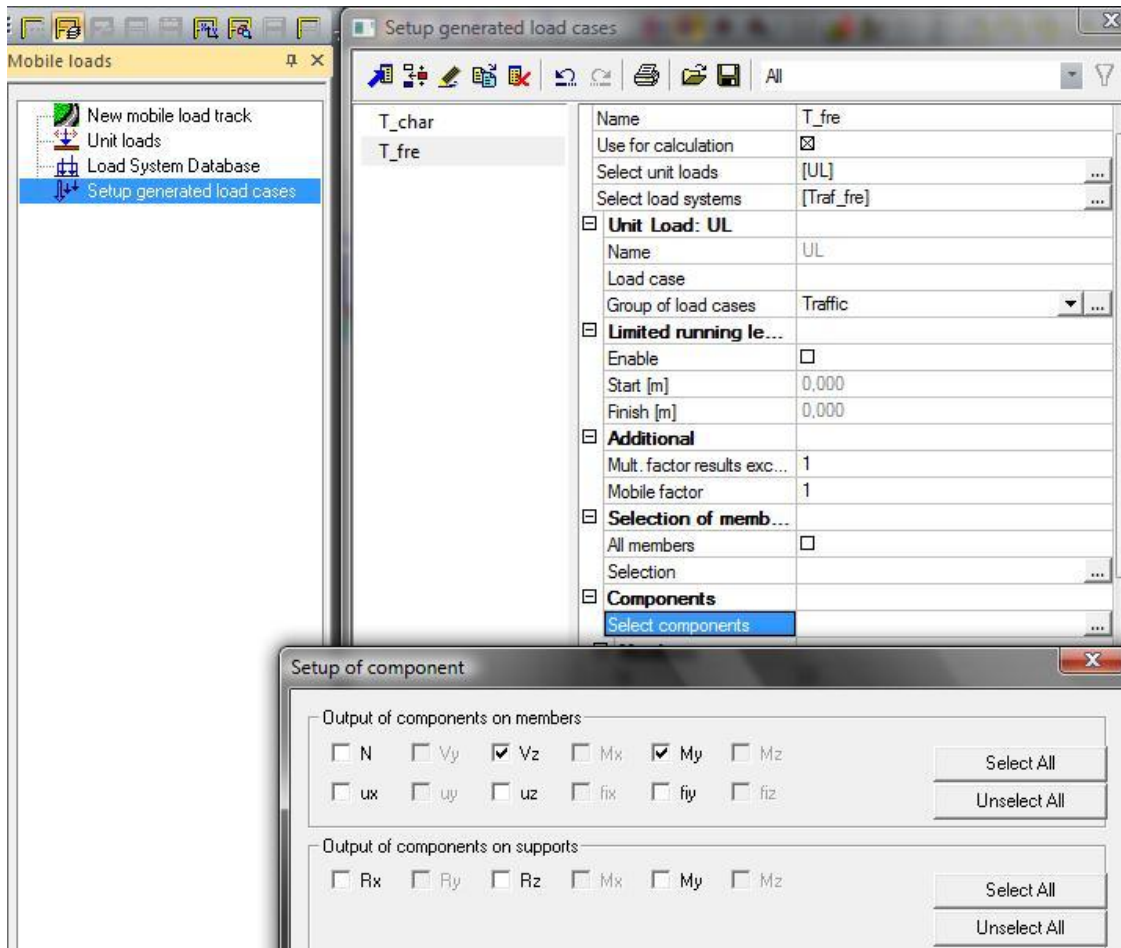 Mobile loads
New mobile load track
Unit loads
Load System Database
Setup generated load cases
Setup generated load cases
All
T_char
T_fre
Name T_fre
Use for calculation
Select unit loads [UL] ...
Select load systems [Traf_fre] ...
Unit Load: UL
Name UL
Load case
Group of load cases Traffic ...
Limited running le...
Enable
Start [m] 0,000
Finish [m] 0,000
Additional
Mult. factor results exc... 1
Mobile factor 1
Selection of memb...
All members
Selection ...
Components
Select components ...
Setup of component
Output of components on members
N Vy Vz Mx My Mz
Select All
ux uy uz fix fiy fiz
Unselect All
Output of components on supports
Rx Ry Rz Mx My Mz
Select All
Unselect All